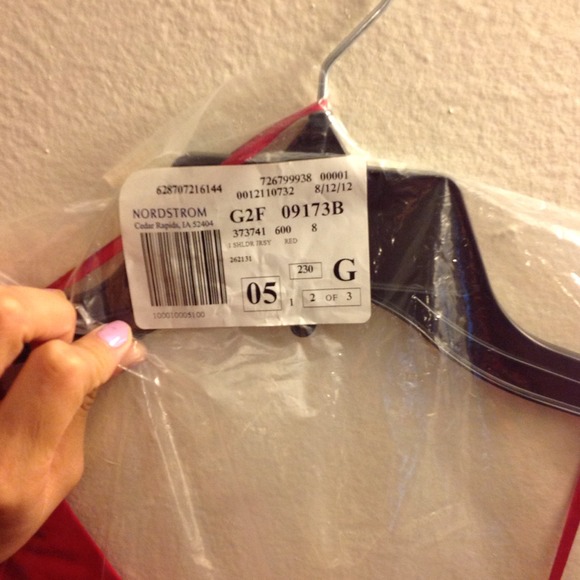 628707216144 726799938 00001
0012110732 8/12/12
NORDSTROM G2F 09173B
Cedar Rapids, IA 52404
373741 600 8
1 SHLDR JRSY RED
262131
230 G
05 1 2 OF 3